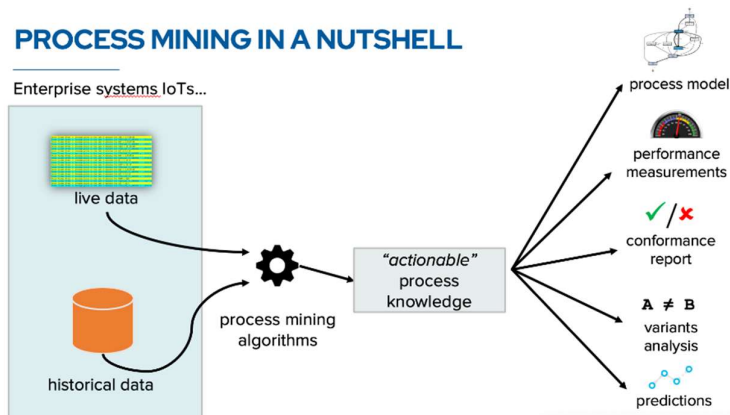 PROCESS MINING IN A NUTSHELL
Enterprise systems IoTs...
live data
historical data
process mining
algorithms
"actionable"
process
knowledge
process model
performance
measurements
✓/✗
conformance
report
A ≠ B
variants
analysis
predictions